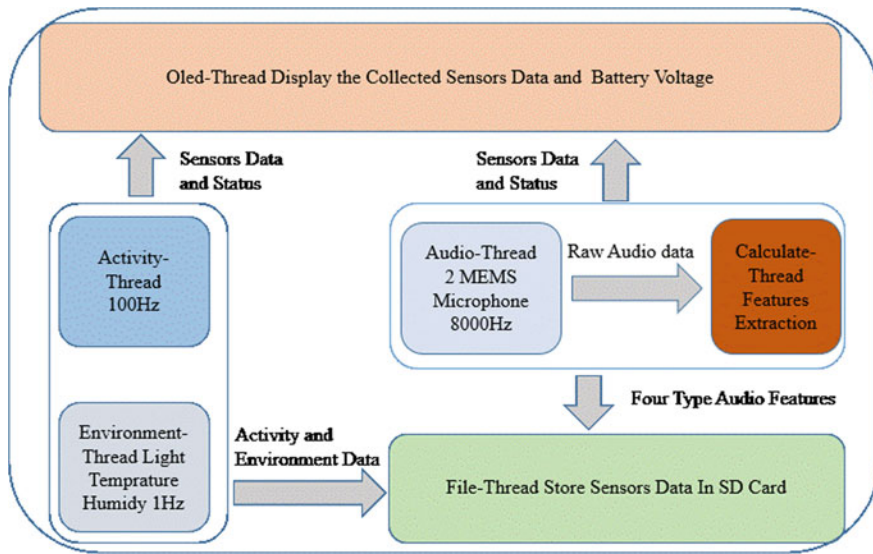 Oled-Thread Display the Collected Sensors Data and Battery Voltage
Sensors Data
and Status
Sensors Data
and Status
Activity-
Thread
100Hz
Audio-Thread
2 MEMS
Microphone
8000Hz
Raw Audio data
Calculate-
Thread
Features
Extraction
Four Type Audio Features
Environment-
Thread Light
Temprature
Humidy 1Hz
Activity and
Environment Data
File-Thread Store Sensors Data In SD Card